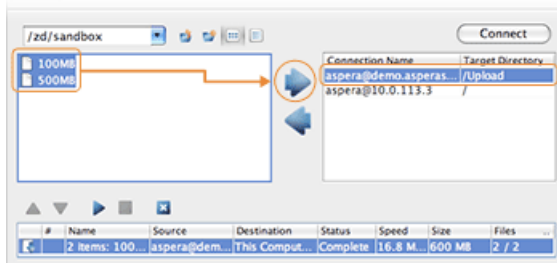 /zd/sandbox
Connect
100MB
500MB
Connection Name Target Directory
aspera@demo.asperas... /Upload
aspera@10.0.113.3 /
# Name Source Destination Status Speed Size Files ..
2 items: 100... aspera@dem... This Comput... Complete 16.8 M... 600 MB 2 / 2